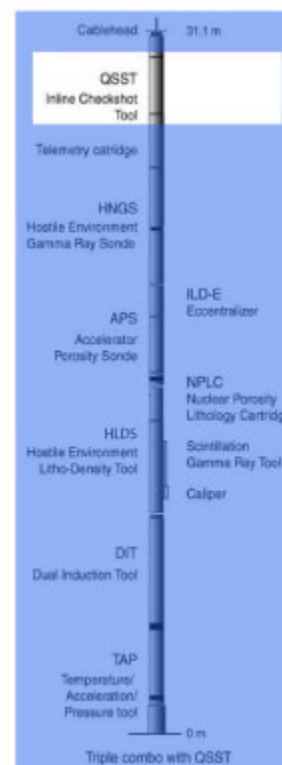 Cablehead 31.1 m
QSST
Inline Checkshot
Tool
Telemetry catridge
HNGS
Hostile Environment
Gamma Ray Sonde
ILD-E
Eccentralizer
APS
Accelerator
Porosity Sonde
NPLC
Nuclear Porosity
Lithology Cartridg
HLDS
Hostile Environment
Litho-Density Tool
Scintillation
Gamma Ray Tool
Caliper
DIT
Dual Induction Tool
TAP
Temperature/
Acceleration/
Pressure tool
0 m
Triple combo with QSST